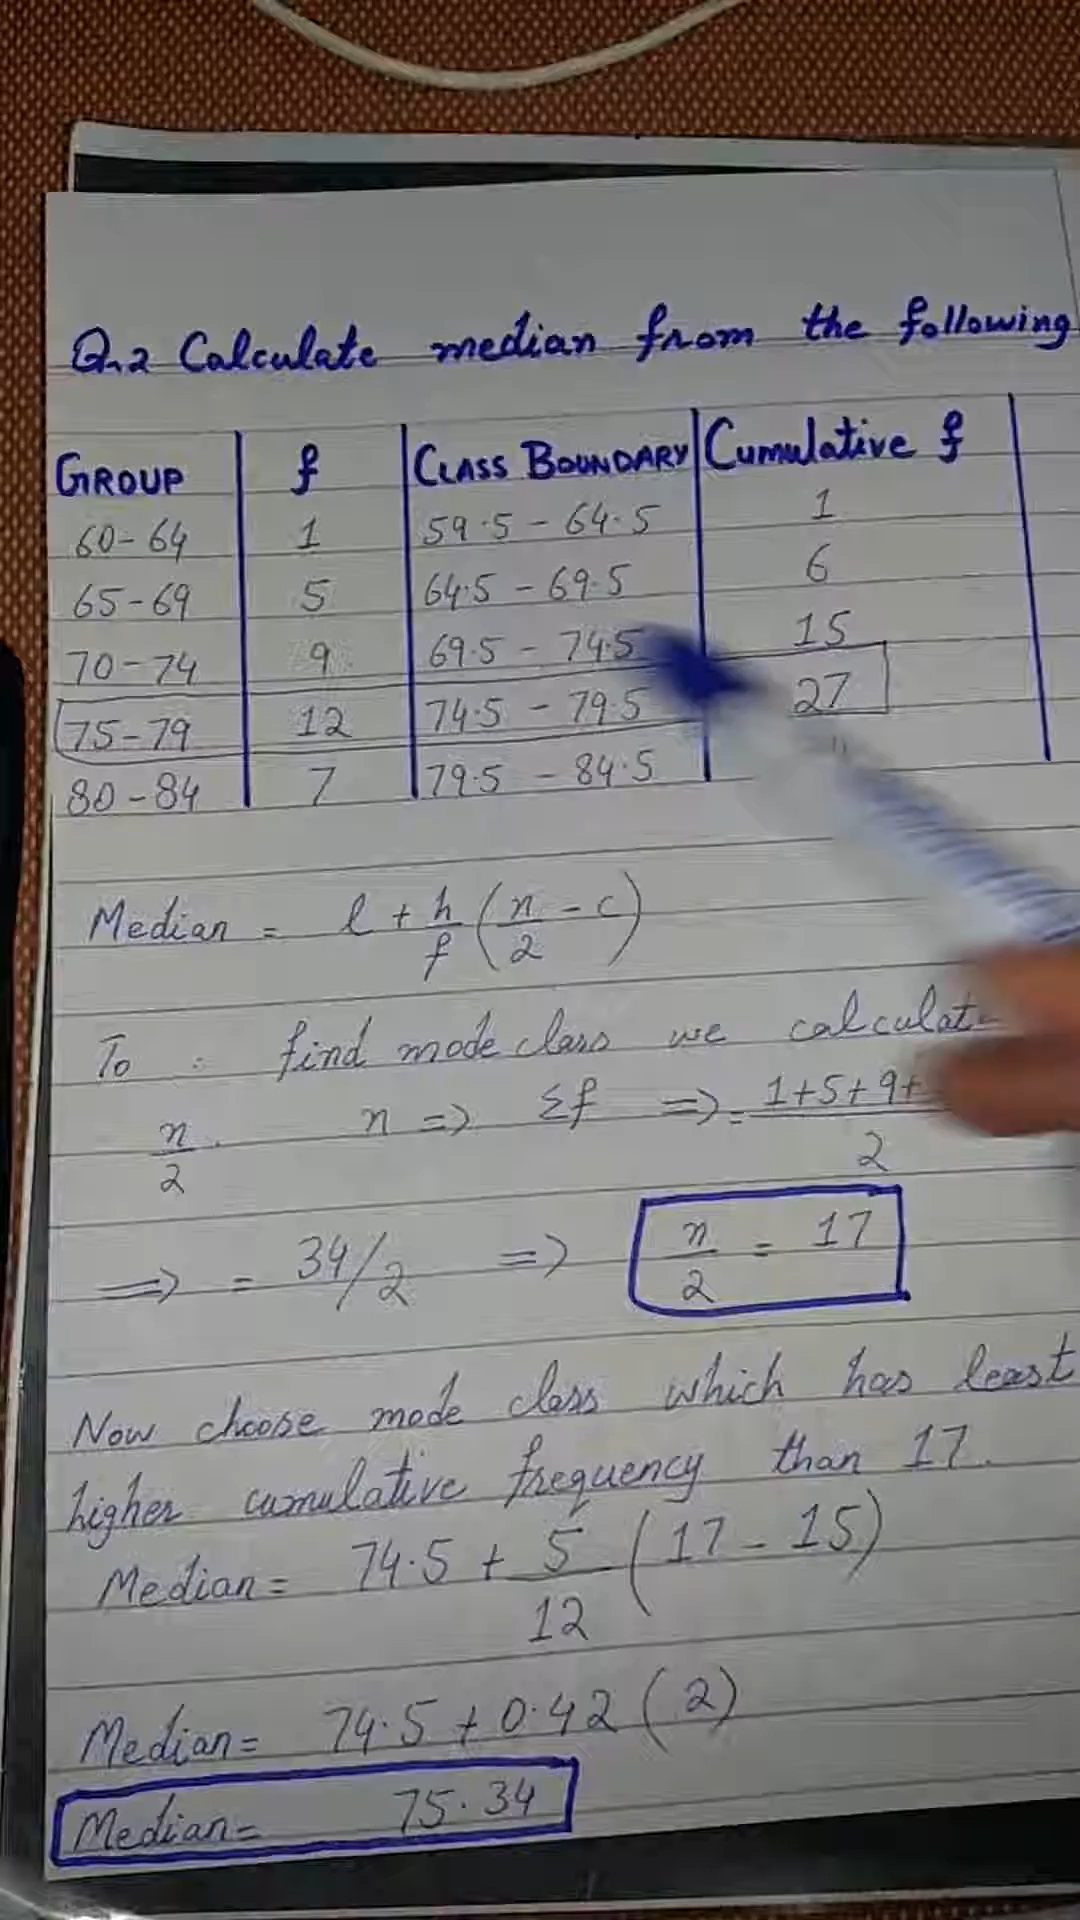 Q.2 Calculate median from the following
GROUP f CLASS BOUNDARY Cumulative f
60-64 1 59.5 - 64.5 1
65-69 5 64.5 - 69.5 6
70-74 9 69.5 - 74.5 15
75-79 12 74.5 - 79.5 27
80-84 7 79.5 - 84.5
Median = l + h/f (n/2 - c)
To find mode class we calculate
n/2. n => Σf => = 1+5+9+ / 2
=> = 34/2 => n/2 = 17
Now choose mode class which has least
higher cumulative frequency than 17.
Median = 74.5 + 5/12 (17 - 15)
Median = 74.5 + 0.42 (2)
Median = 75.34